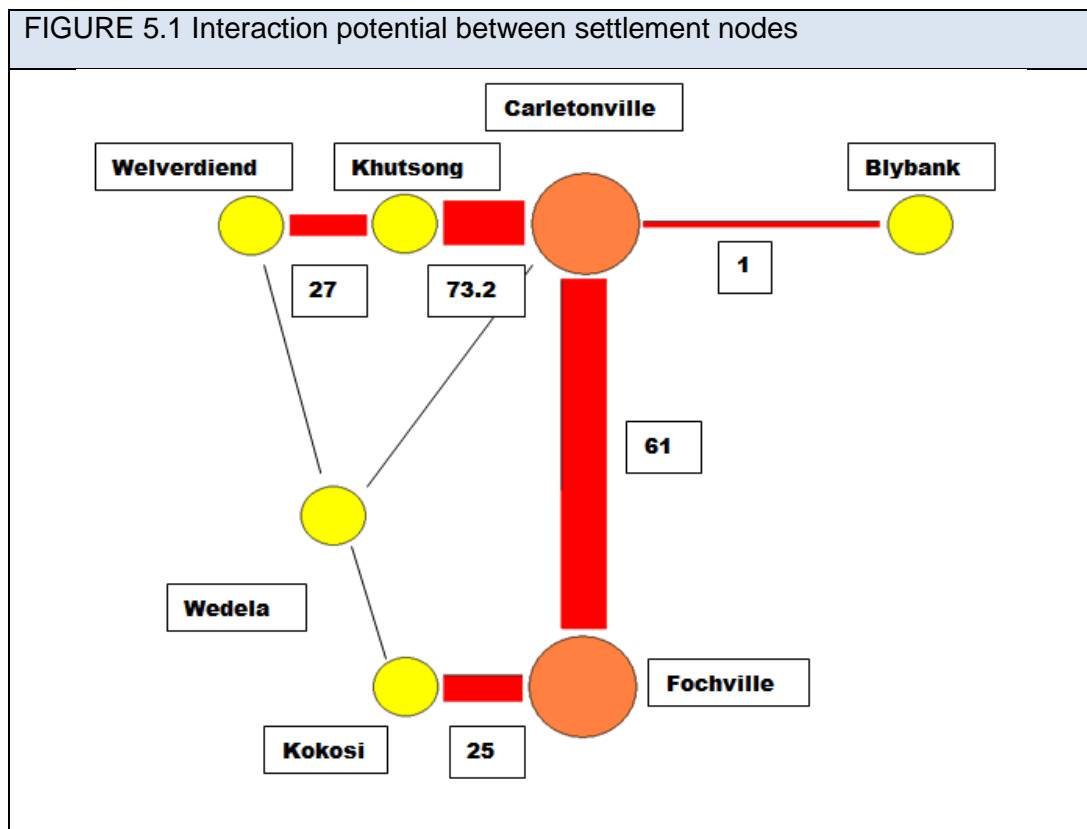 FIGURE 5.1 Interaction potential between settlement nodes
Carletonville
Welverdiend
Khutsong
Blybank
27
73.2
1
61
Wedela
Fochville
Kokosi
25